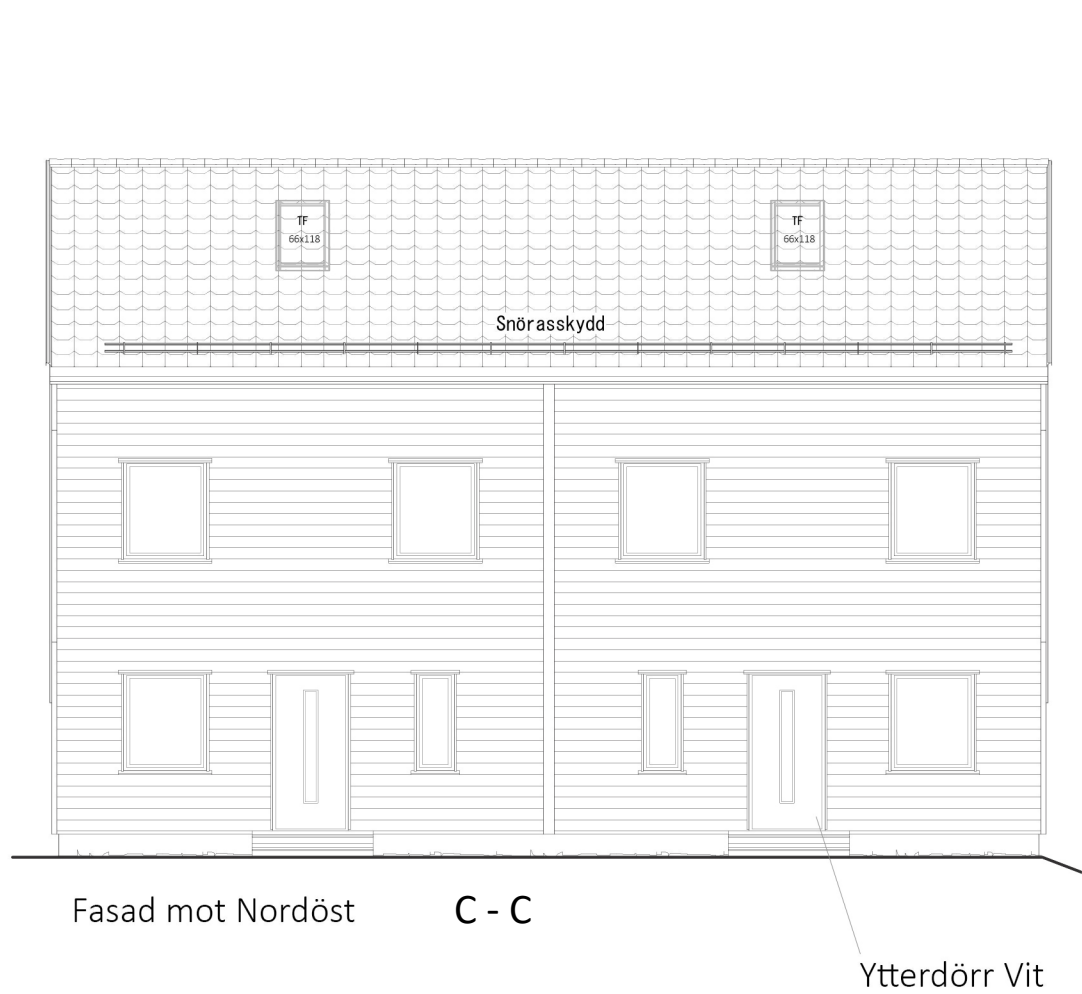 TF
66x118
TF
66x118
Snörasskydd
Fasad mot Nordöst
C - C
Ytterdörr Vit